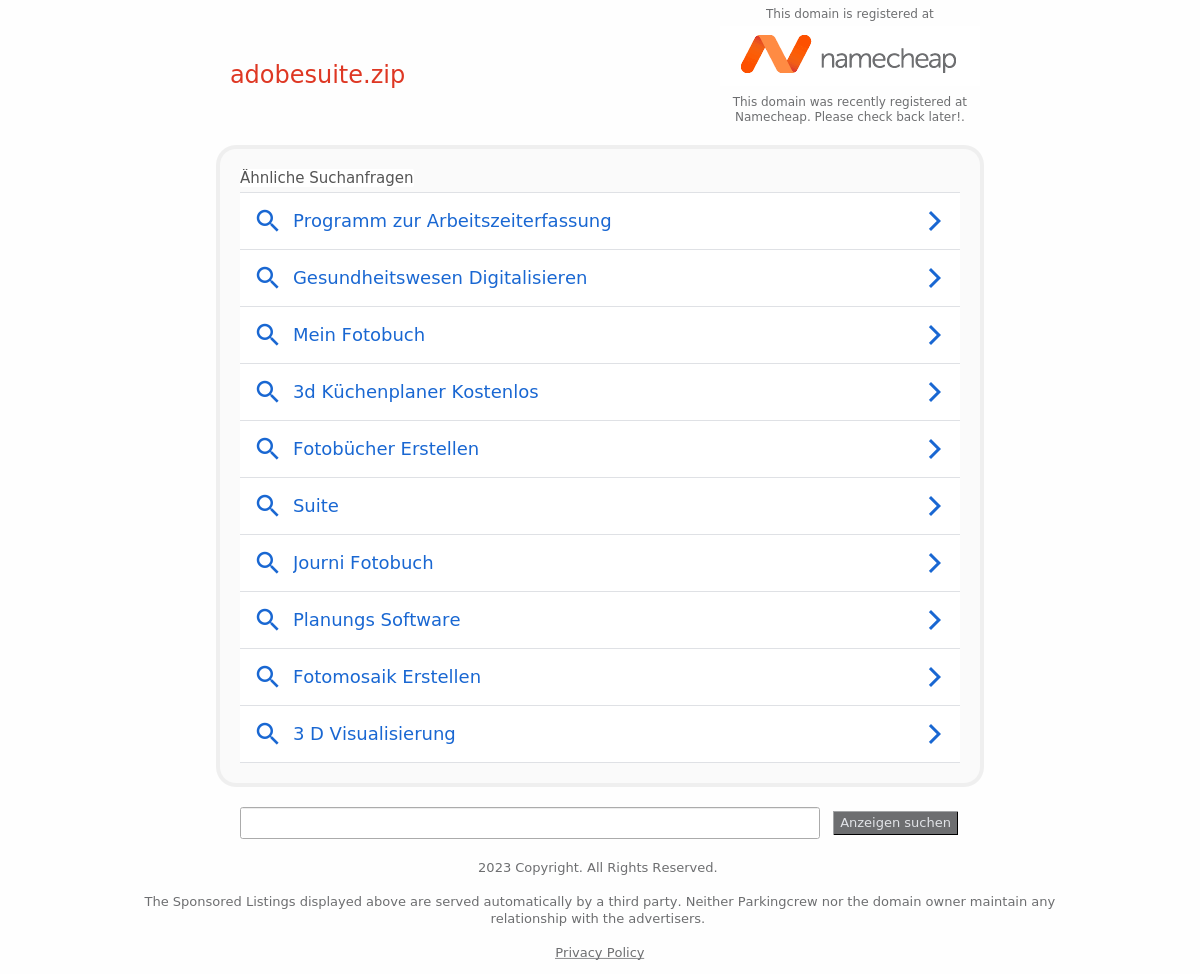 This domain is registered at
namecheap
adobesuite.zip
This domain was recently registered at
Namecheap. Please check back later!.
Ähnliche Suchanfragen
Programm zur Arbeitszeiterfassung
Gesundheitswesen Digitalisieren
Mein Fotobuch
3d Küchenplaner Kostenlos
Fotobücher Erstellen
Suite
Journi Fotobuch
Planungs Software
Fotomosaik Erstellen
3 D Visualisierung
Anzeigen suchen
2023 Copyright. All Rights Reserved.
The Sponsored Listings displayed above are served automatically by a third party. Neither Parkingcrew nor the domain owner maintain any
relationship with the advertisers.
Privacy Policy